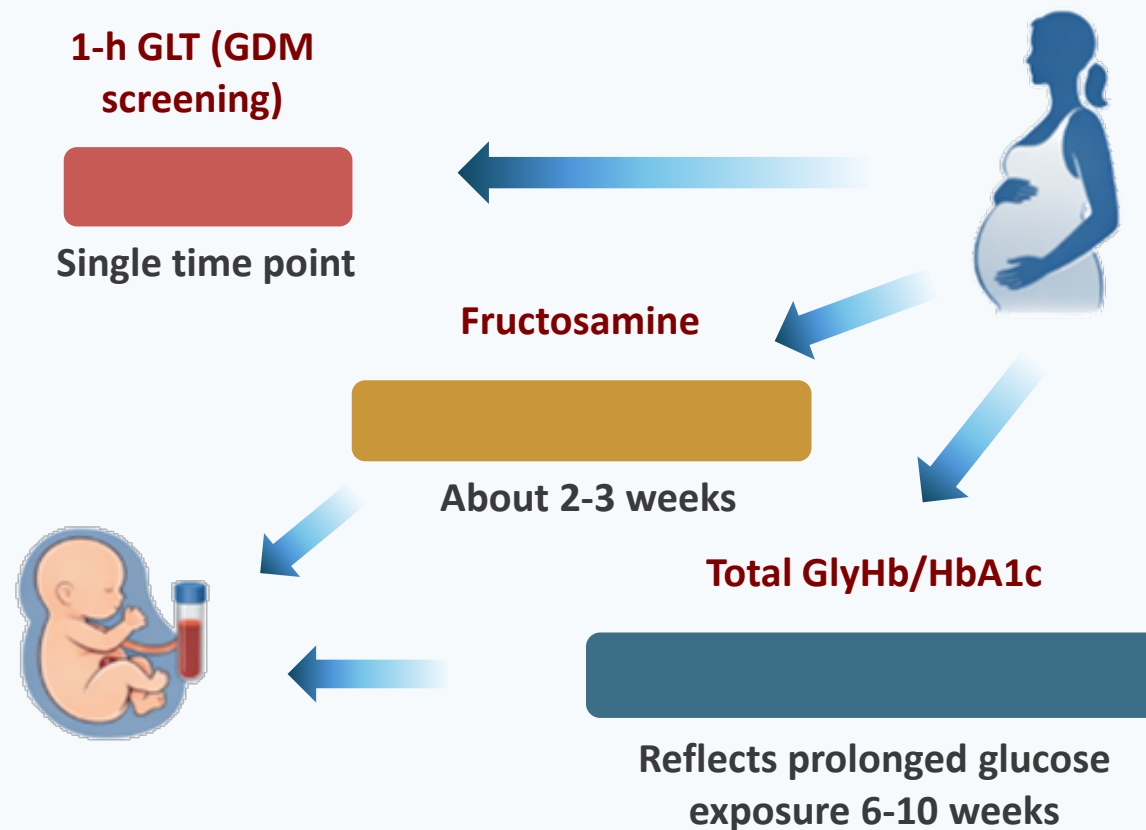 1-h GLT (GDM
screening)
Single time point
Fructosamine
About 2-3 weeks
Total GlyHb/HbA1c
Reflects prolonged glucose
exposure 6-10 weeks